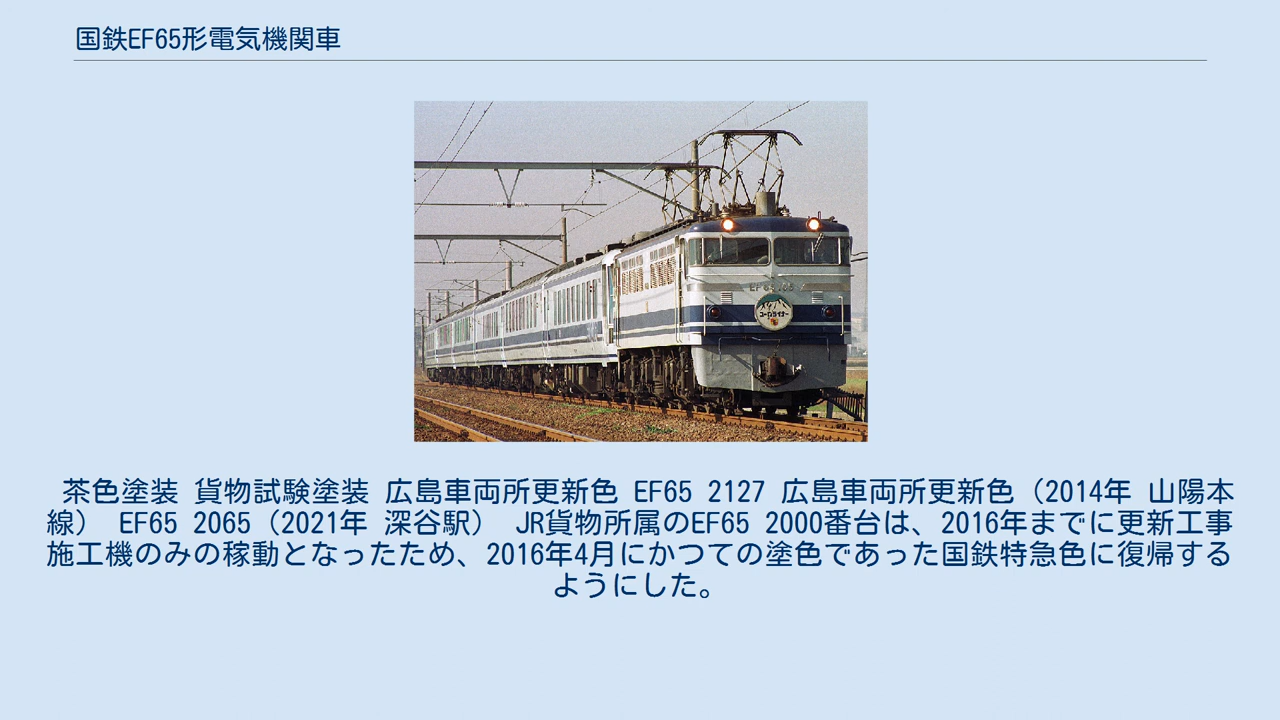 国鉄EF65形電気機関車
ユーロライナー
茶色塗装 貨物試験塗装 広島車両所更新色 EF65 2127 広島車両所更新色（2014年 山陽本
線） EF65 2065（2021年 深谷駅） JR貨物所属のEF65 2000番台は、2016年までに更新工事
施工機のみの稼動となったため、2016年4月にかつての塗色であった国鉄特急色に復帰する
ようにした。